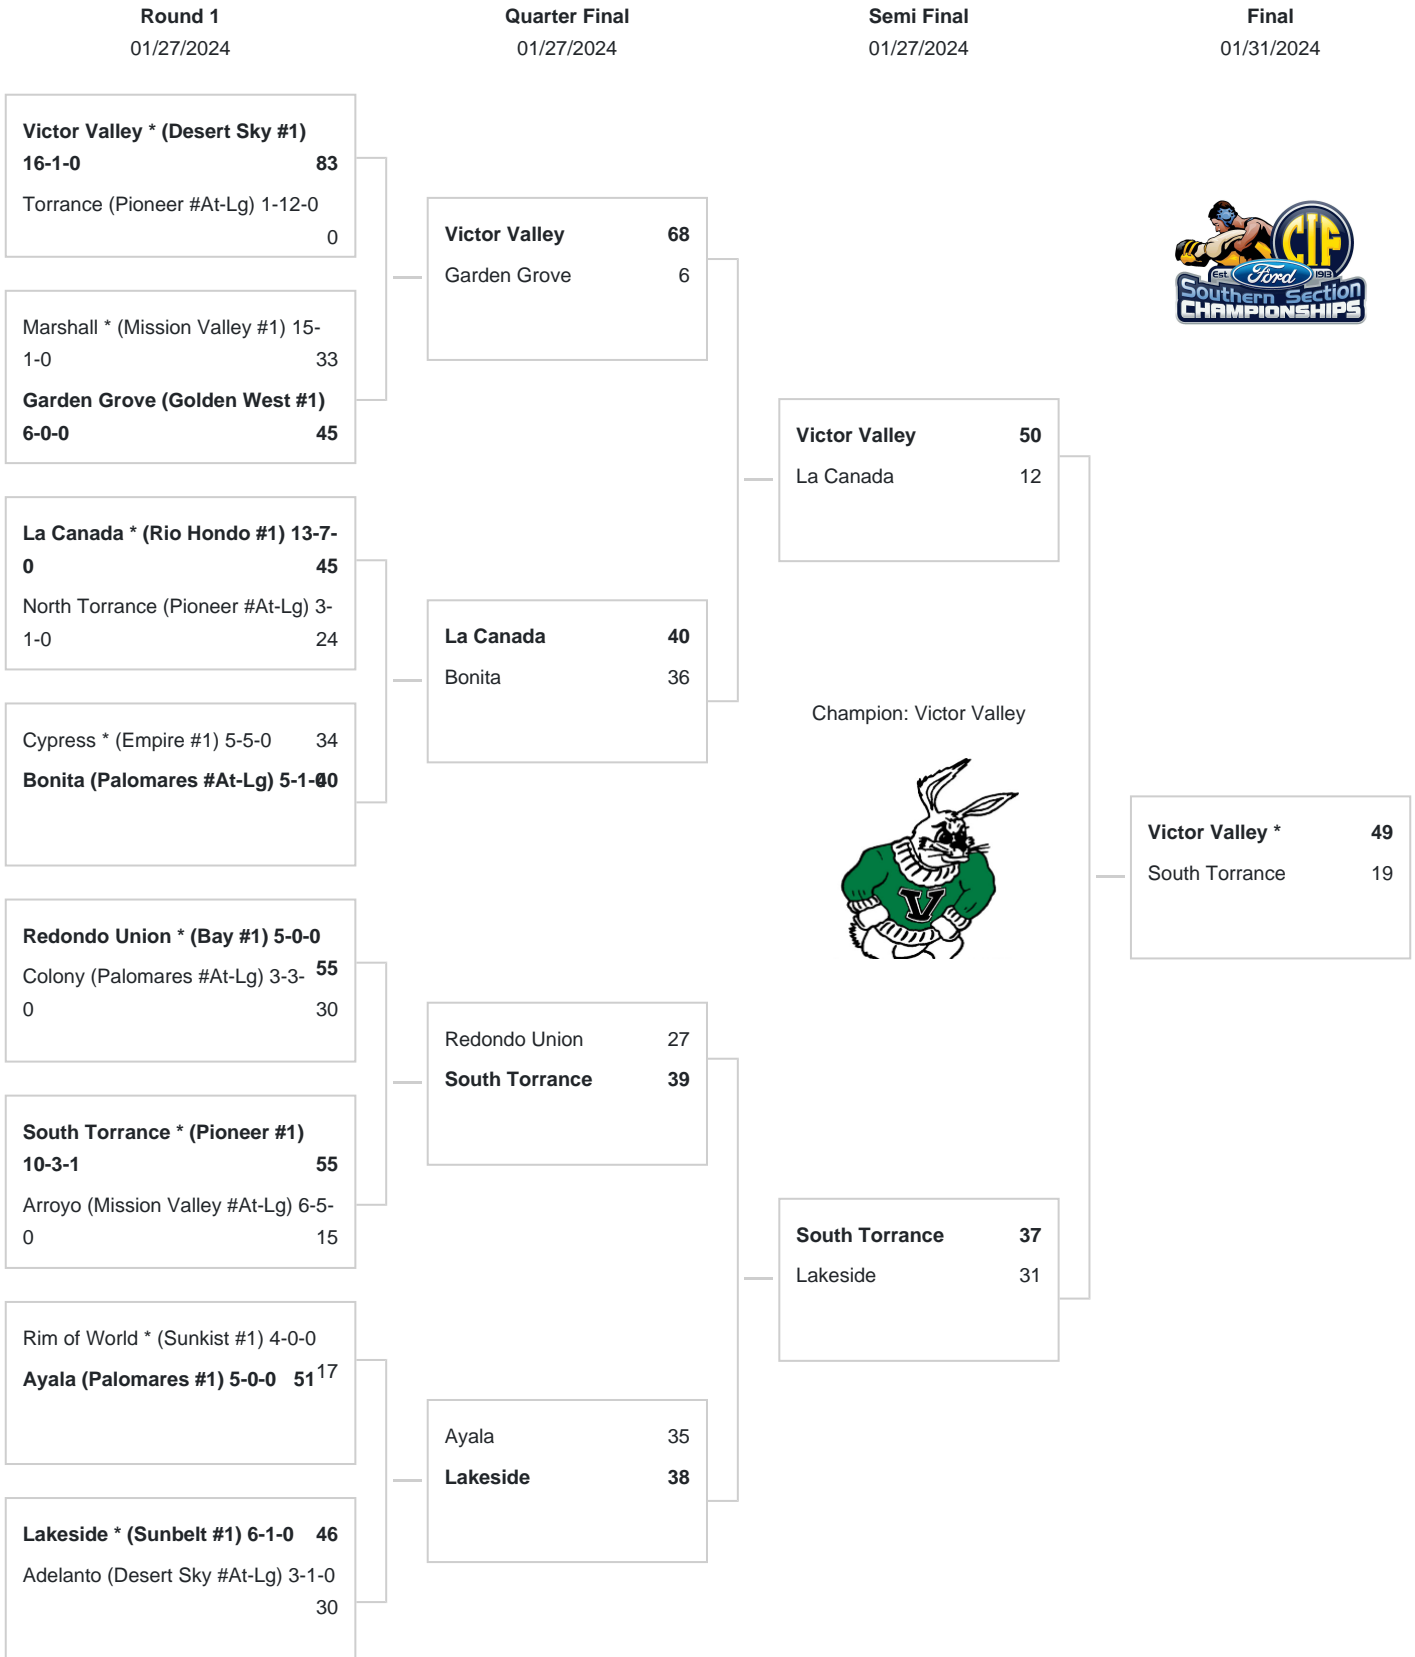 Round 1
01/27/2024
Quarter Final
01/27/2024
Semi Final
01/27/2024
Final
01/31/2024
Victor Valley * (Desert Sky #1)
16-1-0 83
Torrance (Pioneer #At-Lg) 1-12-0
0
Marshall * (Mission Valley #1) 15-
1-0 33
Garden Grove (Golden West #1)
6-0-0 45
La Canada * (Rio Hondo #1) 13-7-
0 45
North Torrance (Pioneer #At-Lg) 3-
1-0 24
Cypress * (Empire #1) 5-5-0 34
Bonita (Palomares #At-Lg) 5-1-0 40
Redondo Union * (Bay #1) 5-0-0
55
Colony (Palomares #At-Lg) 3-3-
0 30
South Torrance * (Pioneer #1)
10-3-1 55
Arroyo (Mission Valley #At-Lg) 6-5-
0 15
Rim of World * (Sunkist #1) 4-0-0
17
Ayala (Palomares #1) 5-0-0 51
Lakeside * (Sunbelt #1) 6-1-0 46
Adelanto (Desert Sky #At-Lg) 3-1-0
30
Victor Valley 68
Garden Grove 6
La Canada 40
Bonita 36
Redondo Union 27
South Torrance 39
Ayala 35
Lakeside 38
Victor Valley 50
La Canada 12
Champion: Victor Valley
V
South Torrance 37
Lakeside 31
CIF
Est. Ford 1913
Southern Section
CHAMPIONSHIPS
Victor Valley * 49
South Torrance 19